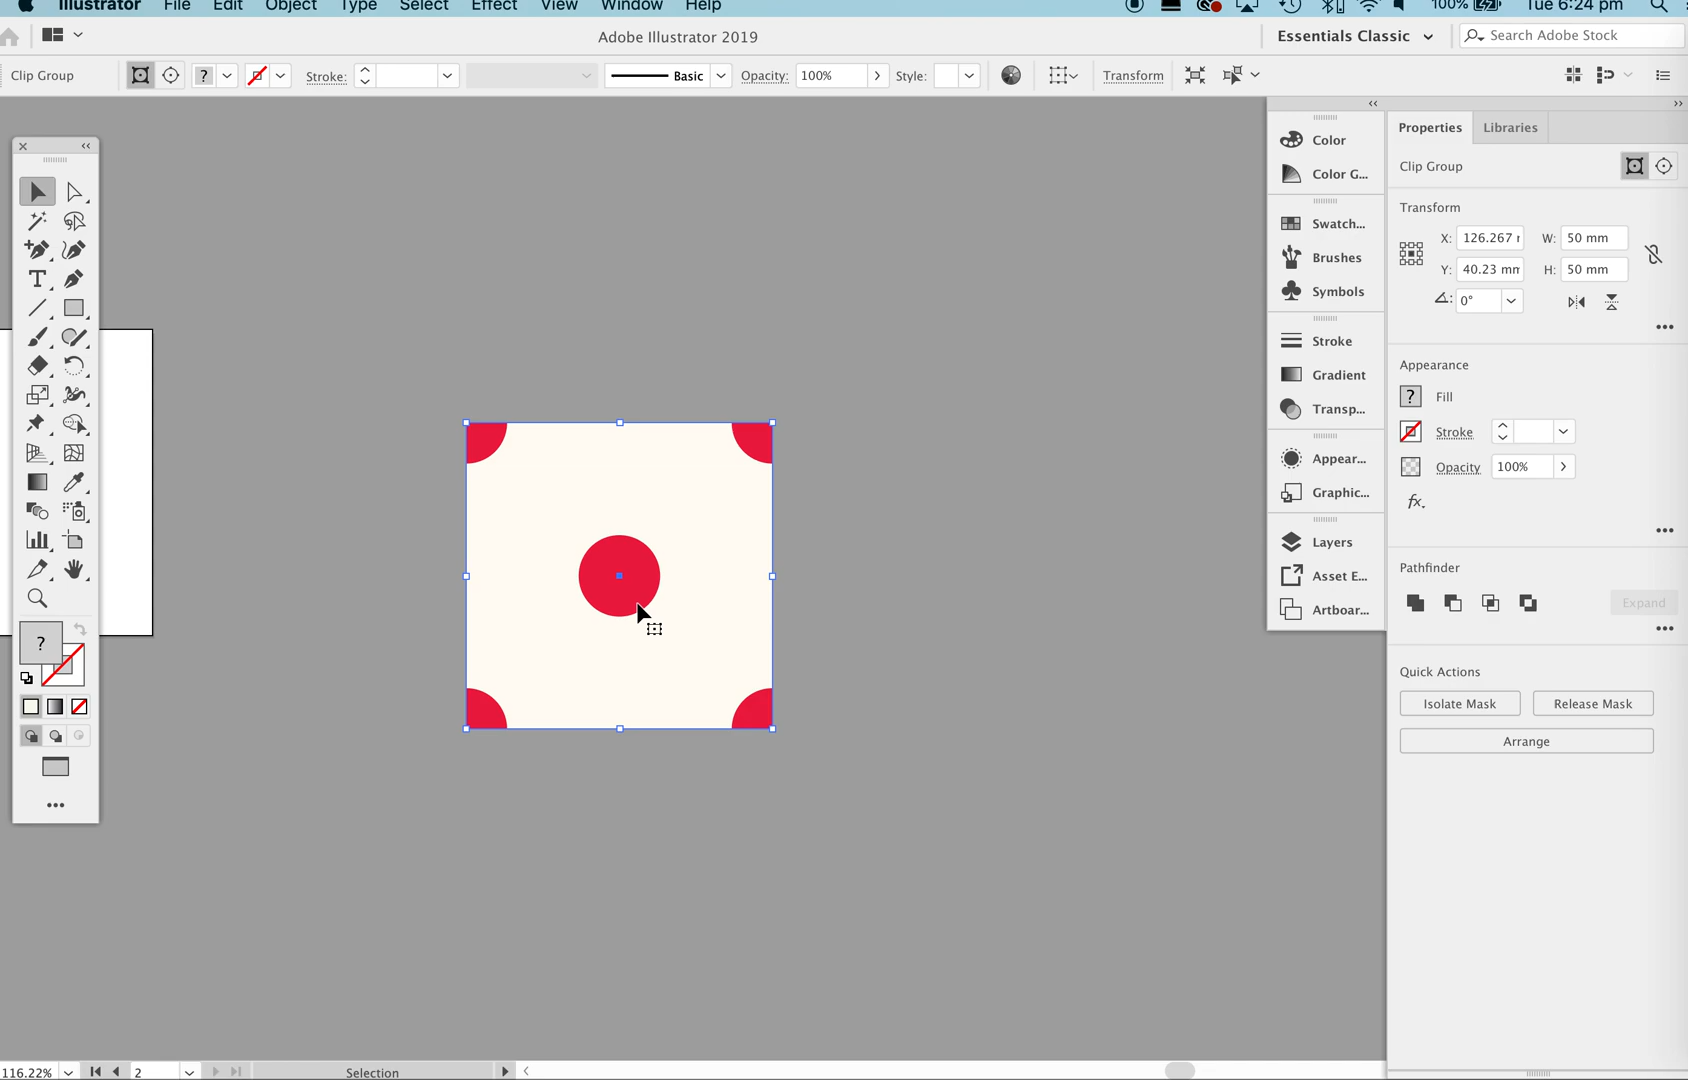 Illustrator File Edit Object Type Select Effect View Window Help 100% Tue 6:24 pm
Adobe Illustrator 2019 Essentials Classic Search Adobe Stock
Clip Group ? Stroke: Basic Opacity: 100% Style: Transform
Properties Libraries
Clip Group
Transform
X: 126.267 W: 50 mm
Y: 40.23 mm H: 50 mm
0°
Appearance
? Fill
Stroke
Opacity 100%
fx.
Pathfinder
Expand
Quick Actions
Isolate Mask Release Mask
Arrange
Color
Color G...
Swatch...
Brushes
Symbols
Stroke
Gradient
Transp...
Appear...
Graphic...
Layers
Asset E...
Artboar...
T
?
116.22% 2 Selection